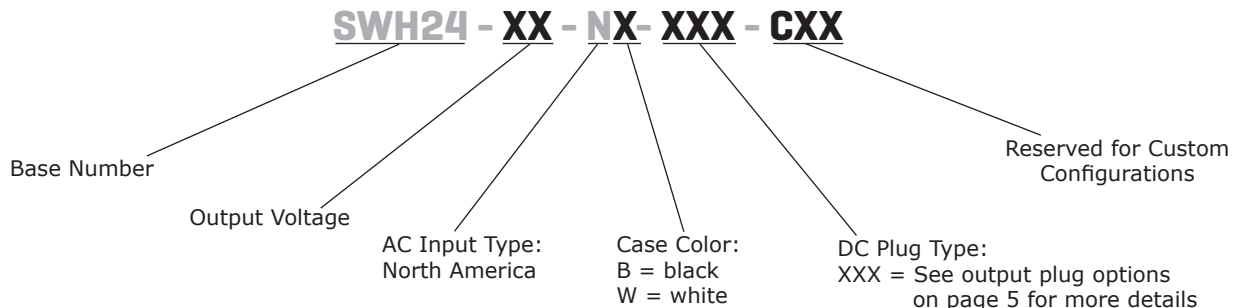 SWH24 - XX - NX- XXX - CXX
Base Number
Output Voltage
AC Input Type:
North America
Case Color:
B = black
W = white
DC Plug Type:
XXX = See output plug options
on page 5 for more details
Reserved for Custom
Configurations